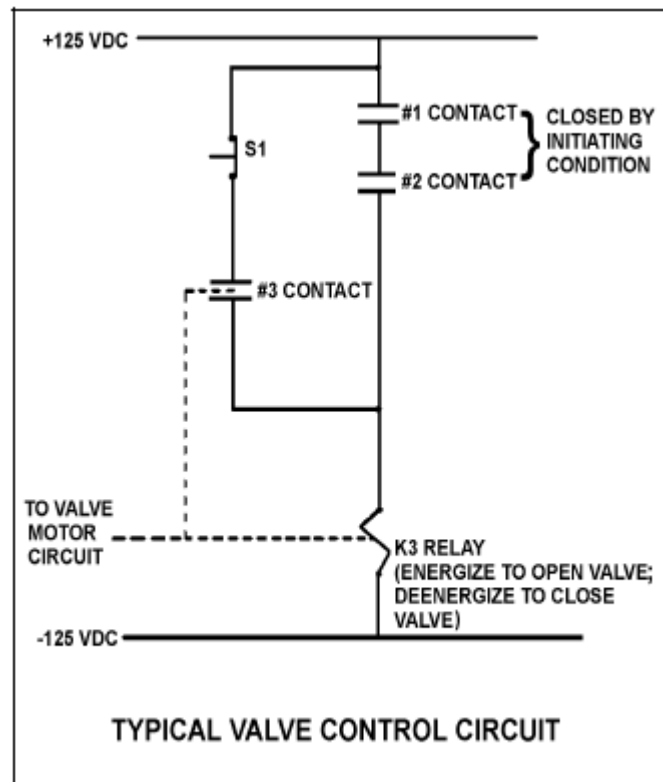 +125 VDC
#1 CONTACT
CLOSED BY
INITIATING
CONDITION
S1
#2 CONTACT
#3 CONTACT
TO VALVE
MOTOR
CIRCUIT
K3 RELAY
(ENERGIZE TO OPEN VALVE;
DEENERGIZE TO CLOSE
VALVE)
-125 VDC
TYPICAL VALVE CONTROL CIRCUIT